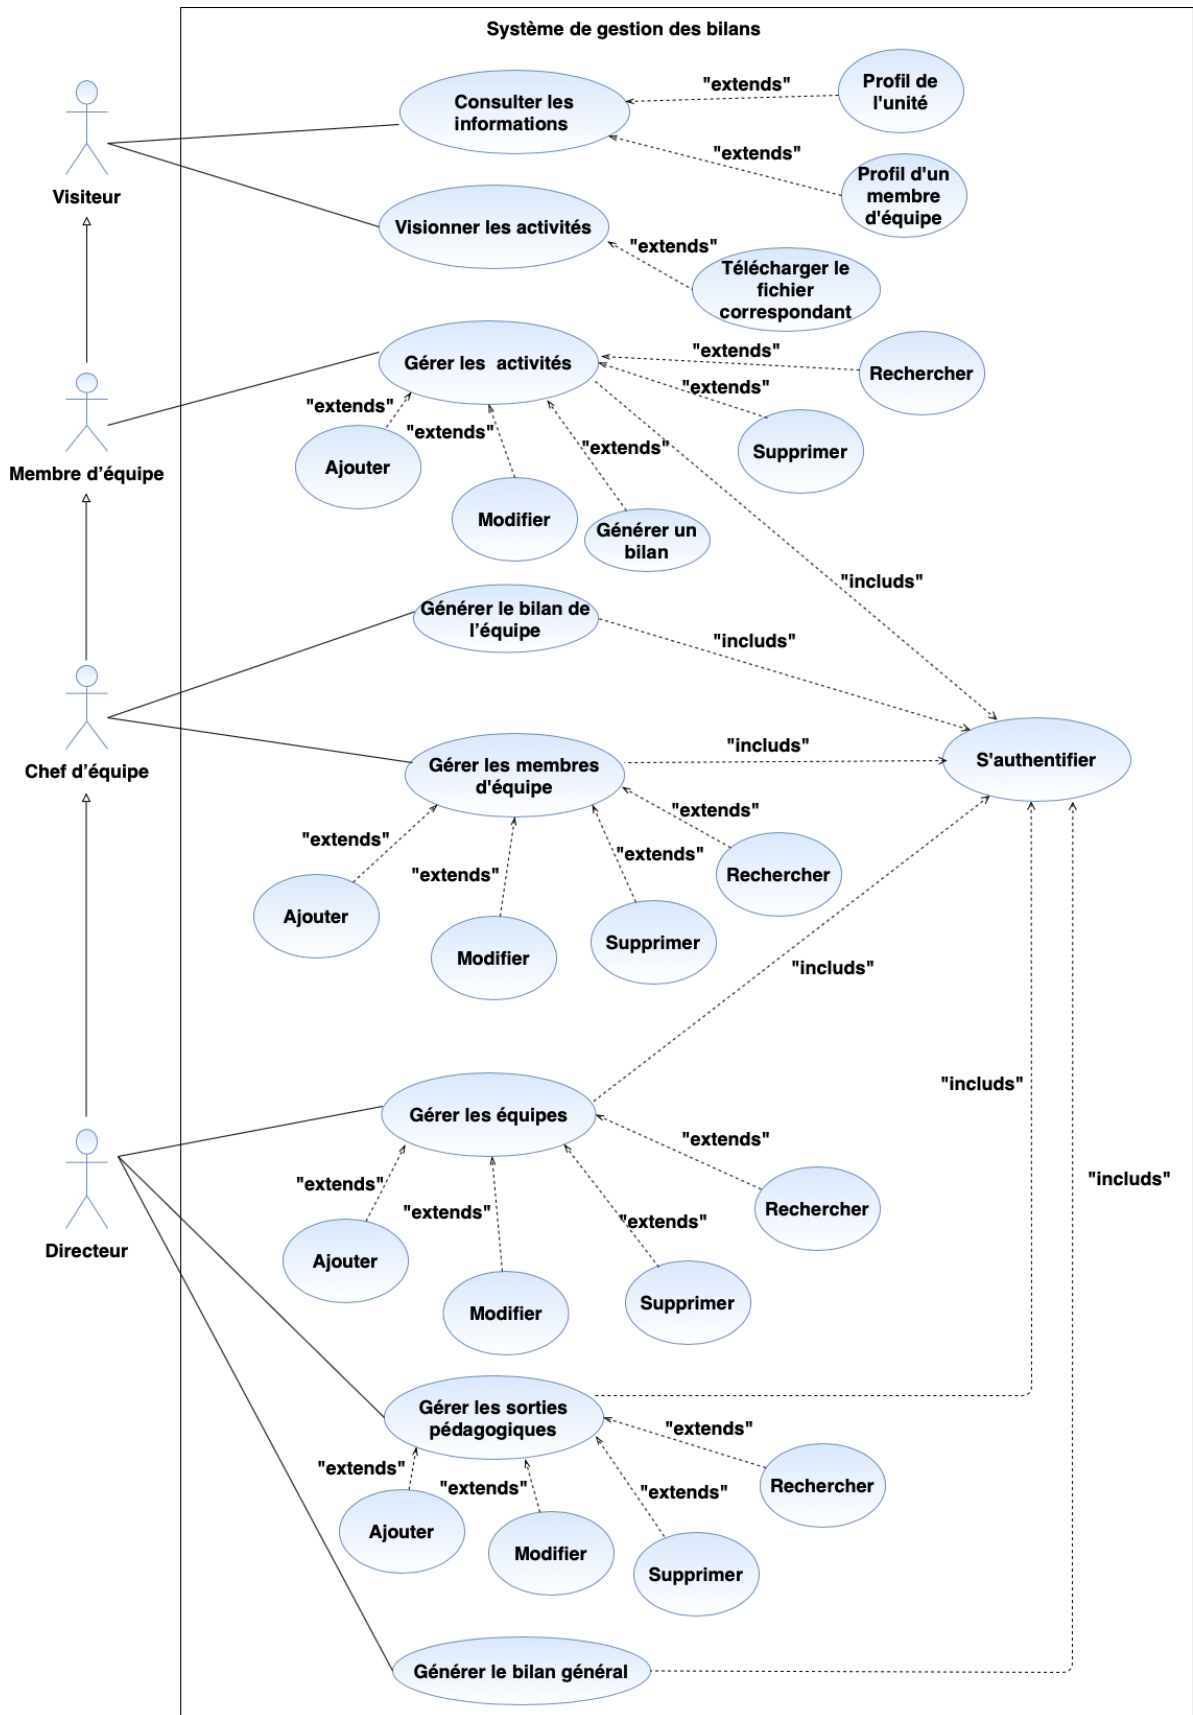 Système de gestion des bilans
"extends"
Profil de
l'unité
Consulter les
informations
"extends"
Profil d'un
membre
d'équipe
Visiteur
Visionner les activités
"extends"
Télécharger le
fichier
correspondant
"extends"
Rechercher
Gérer les activités
"extends"
"extends"
"extends"
"extends"
Supprimer
Ajouter
Membre d'équipe
Modifier
Générer un
bilan
"includs"
Générer le bilan de
l'équipe
"includs"
"includs"
S'authentifier
Chef d'équipe
Gérer les membres
d'équipe
"extends"
"extends"
"extends"
"extends"
Rechercher
Ajouter
Supprimer
Modifier
"includs"
"includs"
Gérer les équipes
"extends"
"extends"
"extends"
"extends"
"includs"
Rechercher
Directeur
Ajouter
Supprimer
Modifier
Gérer les sorties
pédagogiques
"extends"
"extends"
"extends"
"extends"
Rechercher
Ajouter
Modifier
Supprimer
Générer le bilan général